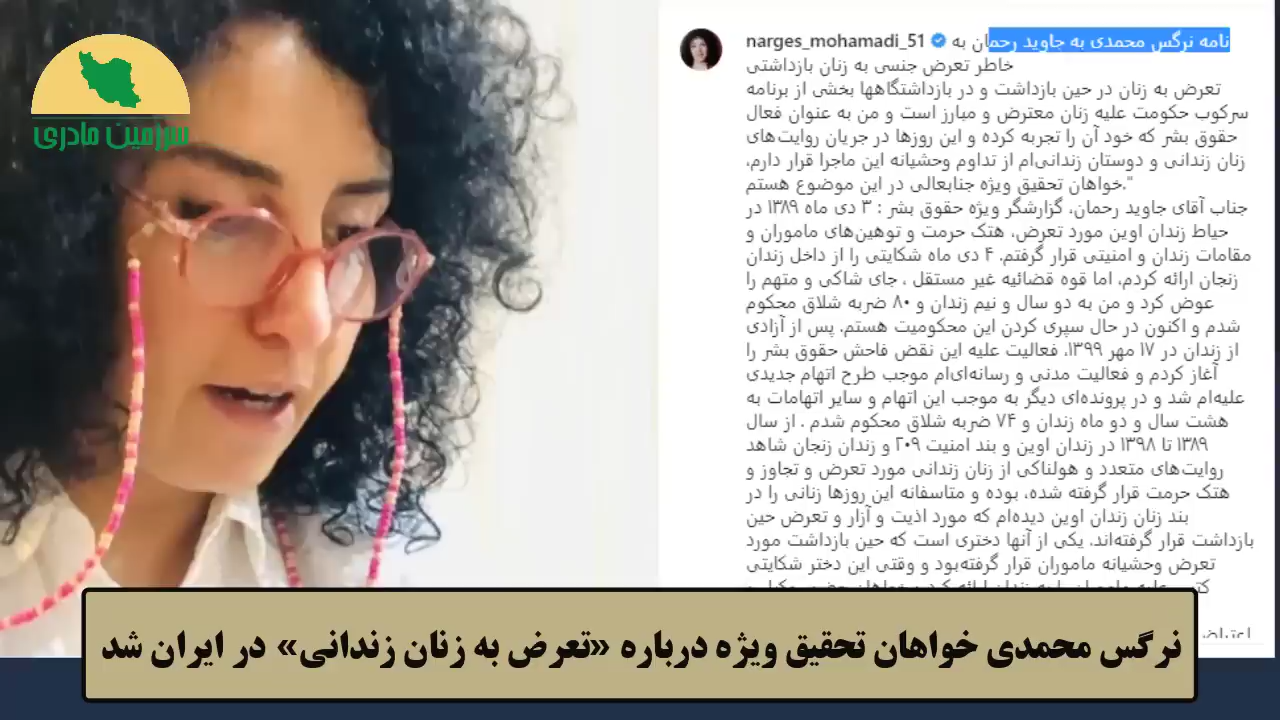 سرزمین مادری
narges_mohamadi_51 نامه نرگس محمدی به جاوید رحمان به
خاطر تعرض جنسی به زنان بازداشتی
تعرض به زنان در حین بازداشت و در بازداشتگاهها بخشی از برنامه
سرکوب حکومت علیه زنان معترض و مبارز است و من به عنوان فعال
حقوق بشر که خود آن را تجربه کرده و این روزها در جریان روایت‌های
زنان زندانی و دوستان زندانی‌ام از تداوم وحشیانه این ماجرا قرار دارم،
خواهان تحقیق ویژه جنابعالی در این موضوع هستم."
جناب آقای جاوید رحمان، گزارشگر ویژه حقوق بشر : ۳ دی ماه ۱۳۸۹ در
حیاط زندان اوین مورد تعرض، هتک حرمت و توهین‌های ماموران و
مقامات زندان و امنیتی قرار گرفتم. ۴ دی ماه شکایتی را از داخل زندان
زنجان ارائه کردم، اما قوه قضائیه غیر مستقل ، جای شاکی و متهم را
عوض کرد و من به دو سال و نیم زندان و ۸۰ ضربه شلاق محکوم
شدم و اکنون در حال سپری کردن این محکومیت هستم. پس از آزادی
از زندان در ۱۷ مهر ۱۳۹۹، فعالیت علیه این نقض فاحش حقوق بشر را
آغاز کردم و فعالیت مدنی و رسانه‌ای‌ام موجب طرح اتهام جدیدی
علیه‌ام شد و در پرونده‌ای دیگر به موجب این اتهام و سایر اتهامات به
هشت سال و دو ماه زندان و ۷۴ ضربه شلاق محکوم شدم . از سال
۱۳۸۹ تا ۱۳۹۸ در زندان اوین و بند امنیت ۲۰۹ و زندان زنجان شاهد
روایت‌های متعدد و هولناکی از زنان زندانی مورد تعرض و تجاوز و
هتک حرمت قرار گرفته شده، بوده و متاسفانه این روزها زنانی را در
بند زنان زندان اوین دیده‌ام که مورد اذیت و آزار و تعرض حین
بازداشت قرار گرفته‌اند. یکی از آنها دختری است که حین بازداشت مورد
تعرض وحشیانه ماموران قرار گرفته‌بود و وقتی این دختر شکایتی
نرگس محمدی خواهان تحقیق ویژه درباره «تعرض به زنان زندانی» در ایران شد